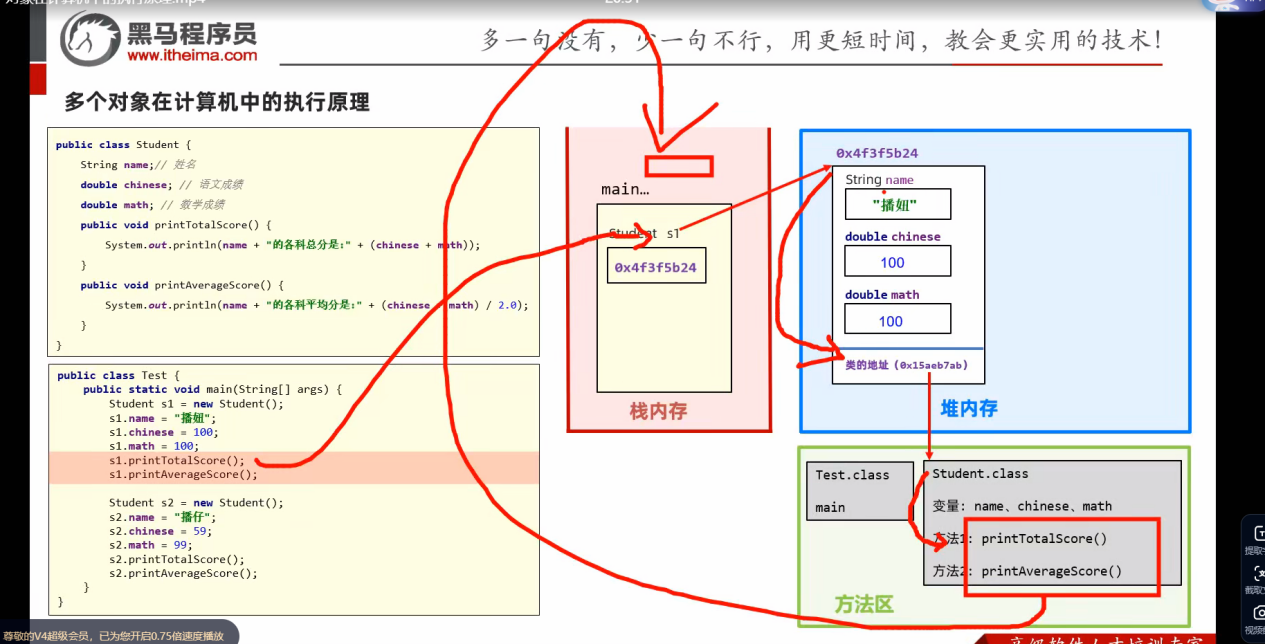 20:51
黑马程序员
www.itheima.com
多一句没有，少一句不行，用更短时间，教会更实用的技术！
多个对象在计算机中的执行原理
public class Student {
String name;// 姓名
double chinese; // 语文成绩
double math; // 数学成绩
public void printTotalScore() {
System.out.println(name + "的各科总分是:" + (chinese + math));
}
public void printAverageScore() {
System.out.println(name + "的各科平均分是:" + (chinese math) / 2.0);
}
}
public class Test {
public static void main(String[] args) {
Student s1 = new Student();
s1.name = "播妞";
s1.chinese = 100;
s1.math = 100;
s1.printTotalScore();
s1.printAverageScore();
Student s2 = new Student();
s2.name = "播仔";
s2.chinese = 59;
s2.math = 99;
s2.printTotalScore();
s2.printAverageScore();
}
}
main…
Student s1
0x4f3f5b24
栈内存
0x4f3f5b24
String name
"播妞"
double chinese
100
double math
100
类的地址（0x15aeb7ab）
堆内存
Test.class
main
Student.class
变量：name、chinese、math
方法1：printTotalScore()
方法2：printAverageScore()
方法区
尊敬的V4超级会员，已为您开启0.75倍速度播放